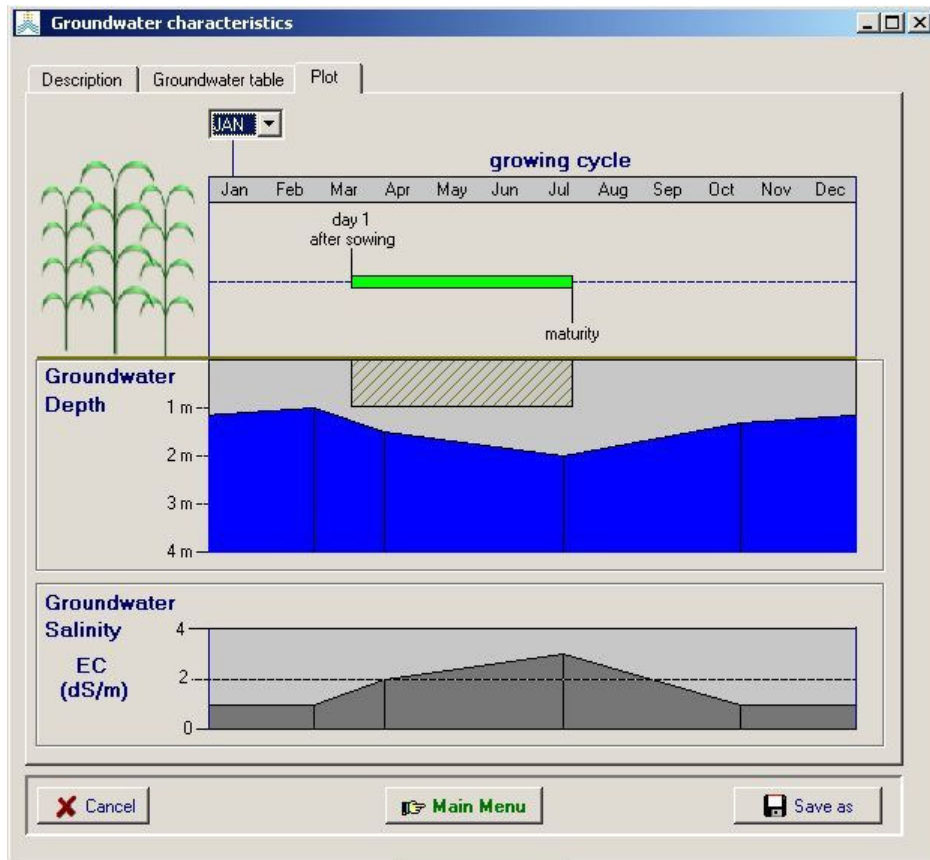 Groundwater characteristics
Description Groundwater table Plot
JAN
growing cycle
Jan Feb Mar Apr May Jun Jul Aug Sep Oct Nov Dec
day 1
after sowing
maturity
Groundwater
Depth
1 m
2 m
3 m
4 m
Groundwater
Salinity
EC
(dS/m)
4
2
0
Cancel Main Menu Save as